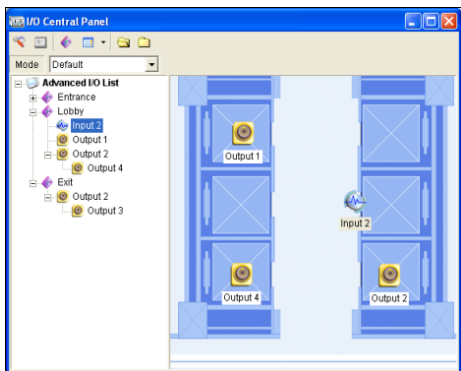 I/O Central Panel
Mode Default
Advanced I/O List
Entrance
Lobby
Input 2
Output 1
Output 2
Output 4
Exit
Output 2
Output 3
Output 1
Input 2
Output 4
Output 2